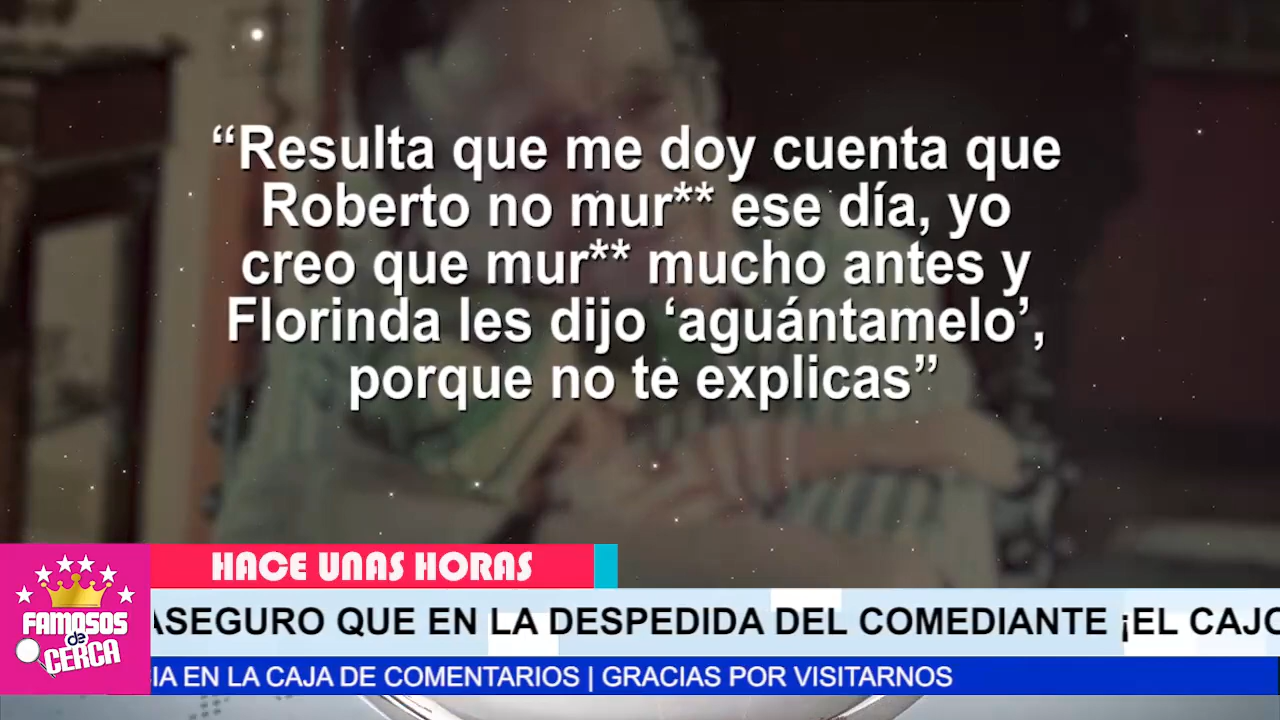 “Resulta que me doy cuenta que
Roberto no mur** ese día, yo
creo que mur** mucho antes y
Florinda les dijo ‘aguántamelo’,
porque no te explicas”
HACE UNAS HORAS
FAMOSOS
de
CERCA
ASEGURO QUE EN LA DESPEDIDA DEL COMEDIANTE ¡EL
EN LA CAJA DE COMENTARIOS | GRACIAS POR VISITARNOS